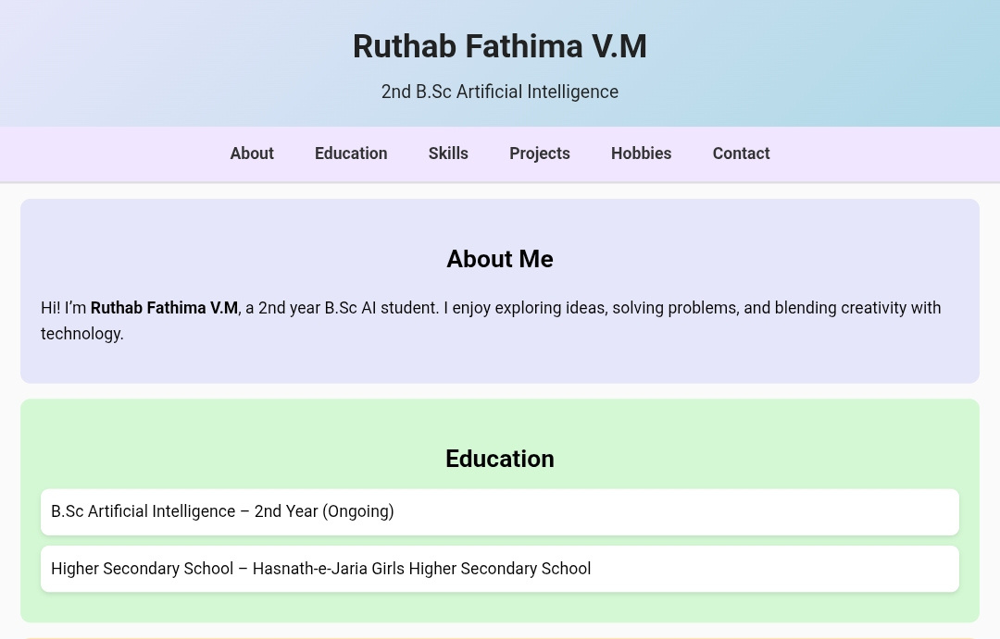 Ruthab Fathima V.M
2nd B.Sc Artificial Intelligence
About Education Skills Projects Hobbies Contact
About Me
Hi! I’m Ruthab Fathima V.M, a 2nd year B.Sc AI student. I enjoy exploring ideas, solving problems, and blending creativity with
technology.
Education
B.Sc Artificial Intelligence – 2nd Year (Ongoing)
Higher Secondary School – Hasnath-e-Jaria Girls Higher Secondary School